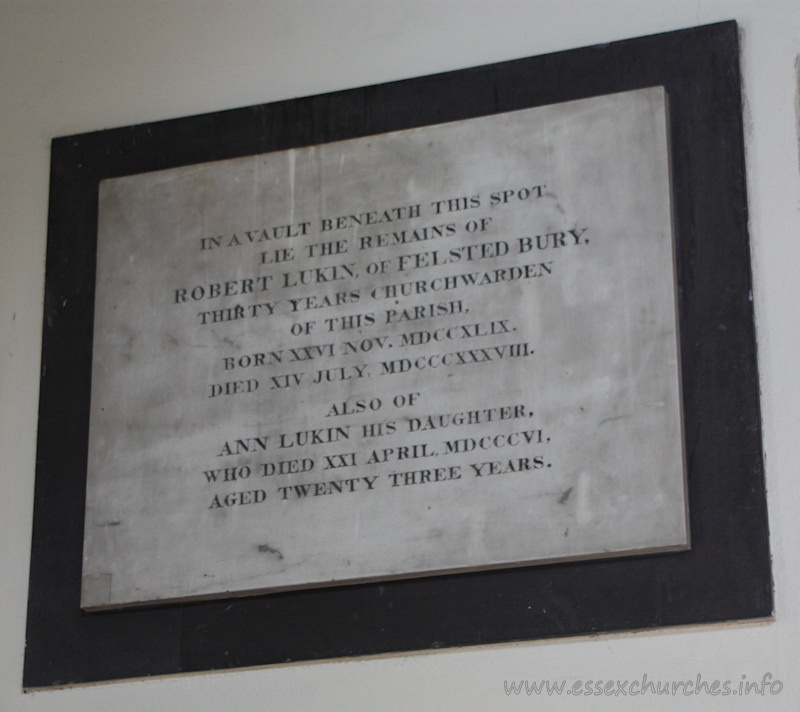 IN A VAULT BENEATH THIS SPOT
LIE THE REMAINS OF
ROBERT LUKIN, OF FELSTED BURY,
THIRTY YEARS CHURCHWARDEN
OF THIS PARISH,
BORN XXVI NOV. MDCCXLIX.
DIED XIV JULY, MDCCCXXXVIII.
ALSO OF
ANN LUKIN HIS DAUGHTER,
WHO DIED XXI APRIL, MDCCCVI,
AGED TWENTY THREE YEARS.
www.essexchurches.info